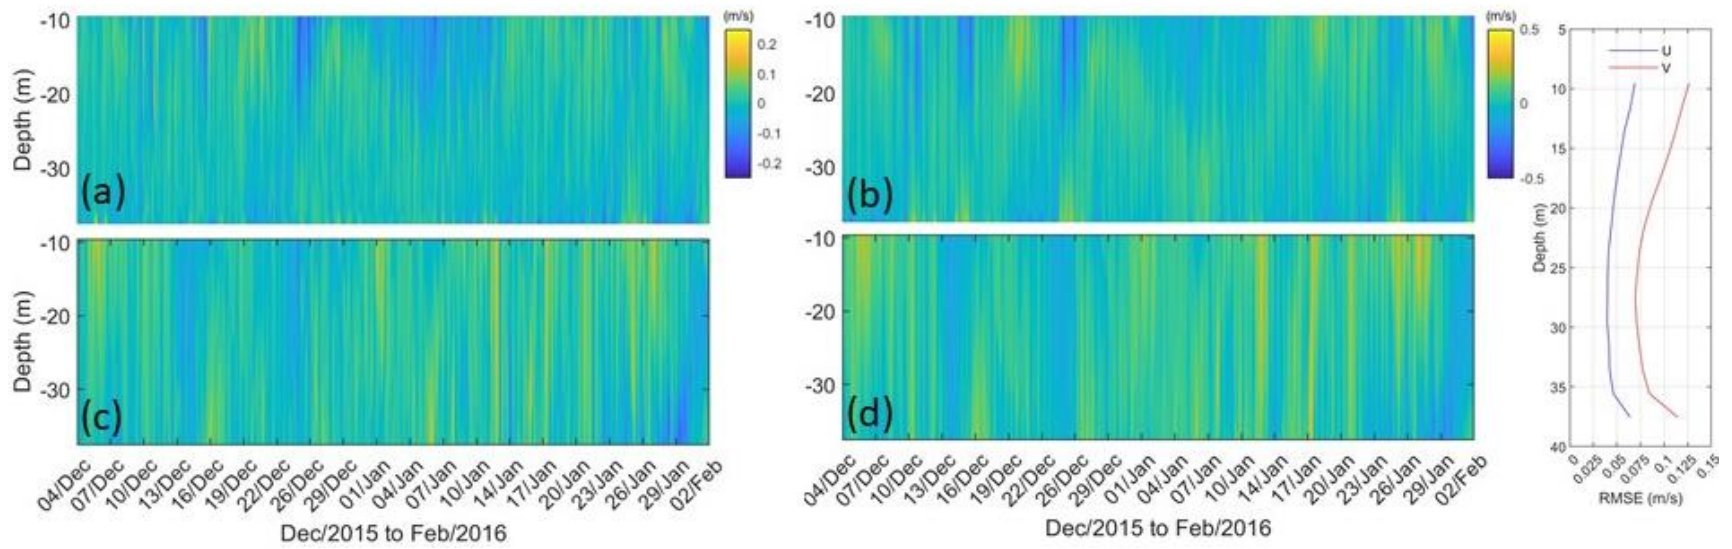 (m/s)
-10
-20
-30
Depth (m)
(a)
0.2
0.1
0
-0.1
-0.2
-10
-20
-30
Depth (m)
(c)
04/Dec
07/Dec
10/Dec
13/Dec
16/Dec
19/Dec
22/Dec
26/Dec
29/Dec
01/Jan
04/Jan
07/Jan
10/Jan
14/Jan
17/Jan
20/Jan
23/Jan
26/Jan
29/Jan
02/Feb
Dec/2015 to Feb/2016
(m/s)
-10
-20
-30
(b)
0.5
0
-0.5
-10
-20
-30
(d)
04/Dec
07/Dec
10/Dec
13/Dec
16/Dec
19/Dec
22/Dec
26/Dec
29/Dec
01/Jan
04/Jan
07/Jan
10/Jan
14/Jan
17/Jan
20/Jan
23/Jan
26/Jan
29/Jan
02/Feb
Dec/2015 to Feb/2016
U
V
5
10
15
20
25
30
35
40
Depth (m)
0
0.025
0.05
0.075
0.1
0.125
0.15
RMSE (m/s)